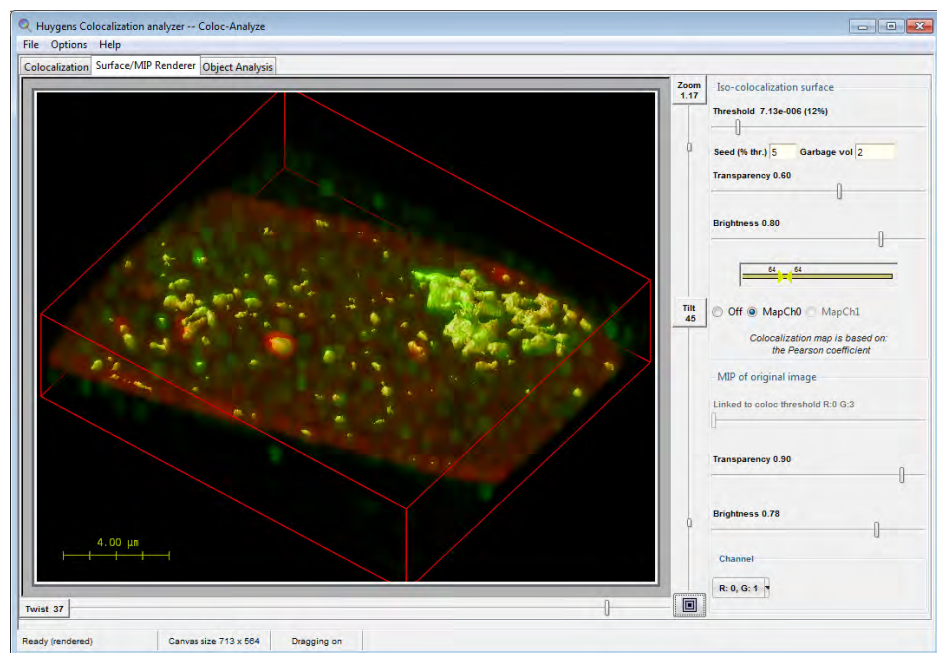 Huygens Colocalization analyzer -- Coloc-Analyze
File Options Help
Colocalization Surface/MIP Renderer Object Analysis
Zoom
1.17
Iso-colocalization surface
Threshold 7.13e-006 (12%)
Seed (% thr.) 5 Garbage vol 2
Transparency 0.60
Brightness 0.80
64 64
Tilt
45
Off MapCh0 MapCh1
Colocalization map is based on:
the Pearson coefficient
MIP of original image
Linked to coloc threshold R:0 G:3
Transparency 0.90
Brightness 0.78
4.00 µm
Channel
R: 0, G: 1
Twist 37
Ready (rendered) Canvas size 713 x 564 Dragging on